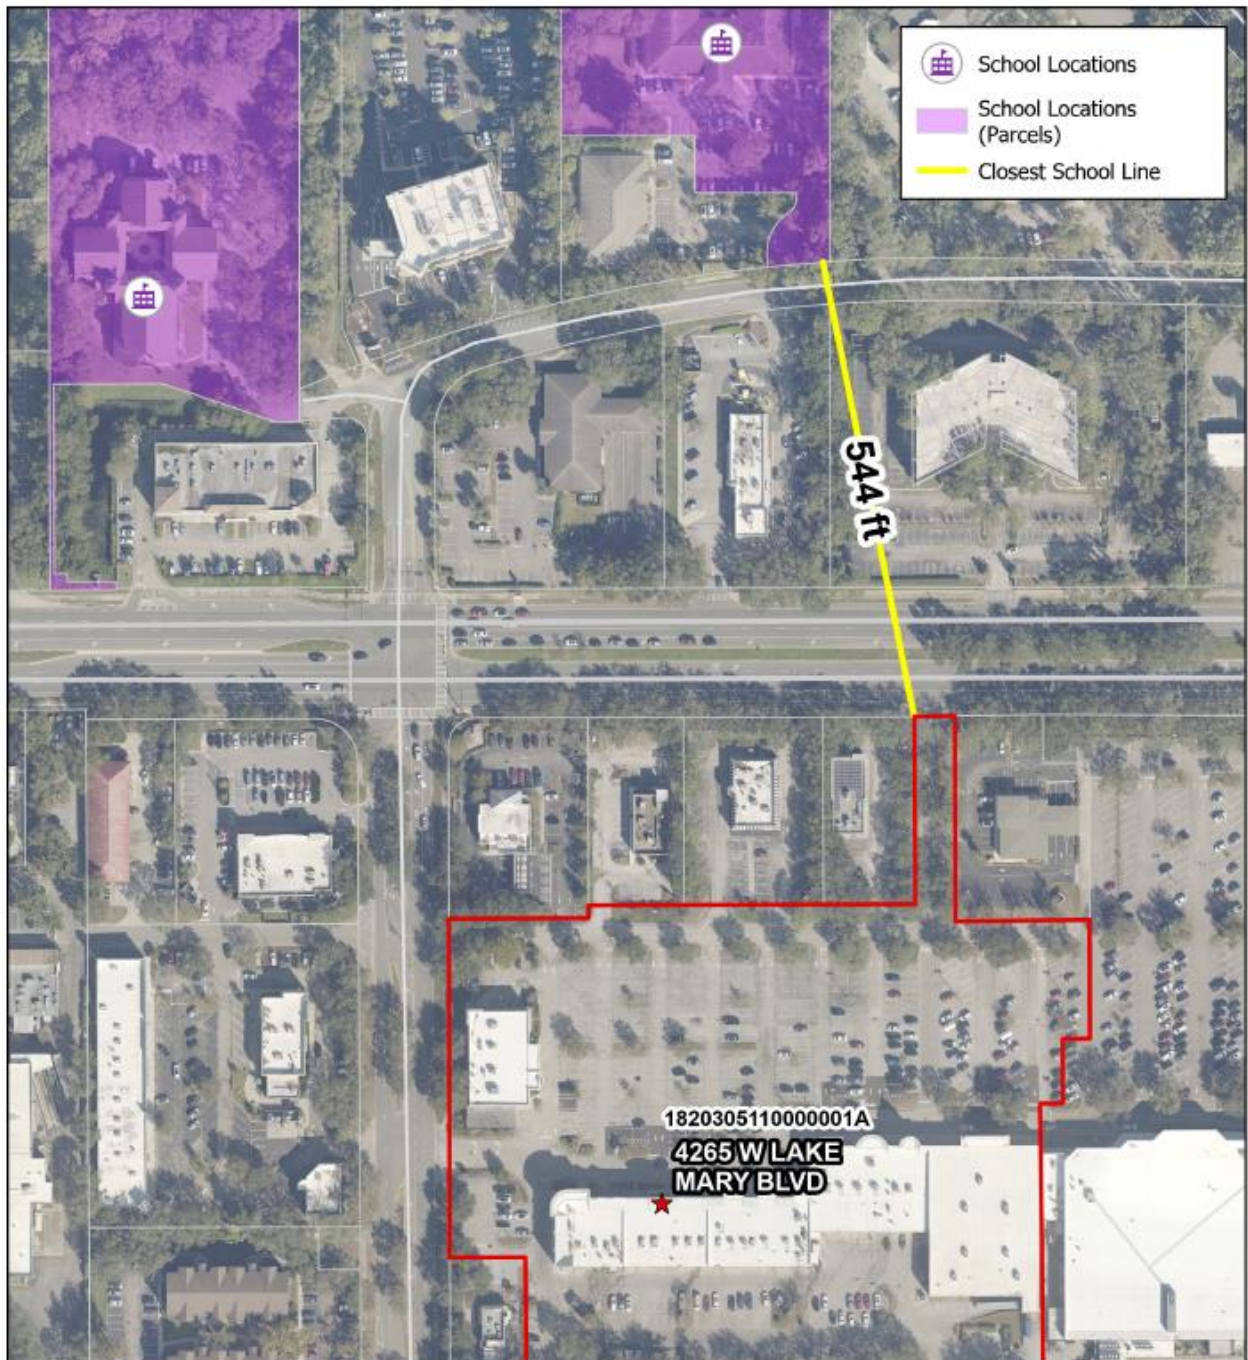 School Locations
School Locations
(Parcels)
Closest School Line
544 ft
1820305110000001A
4265 W LAKE
MARY BLVD